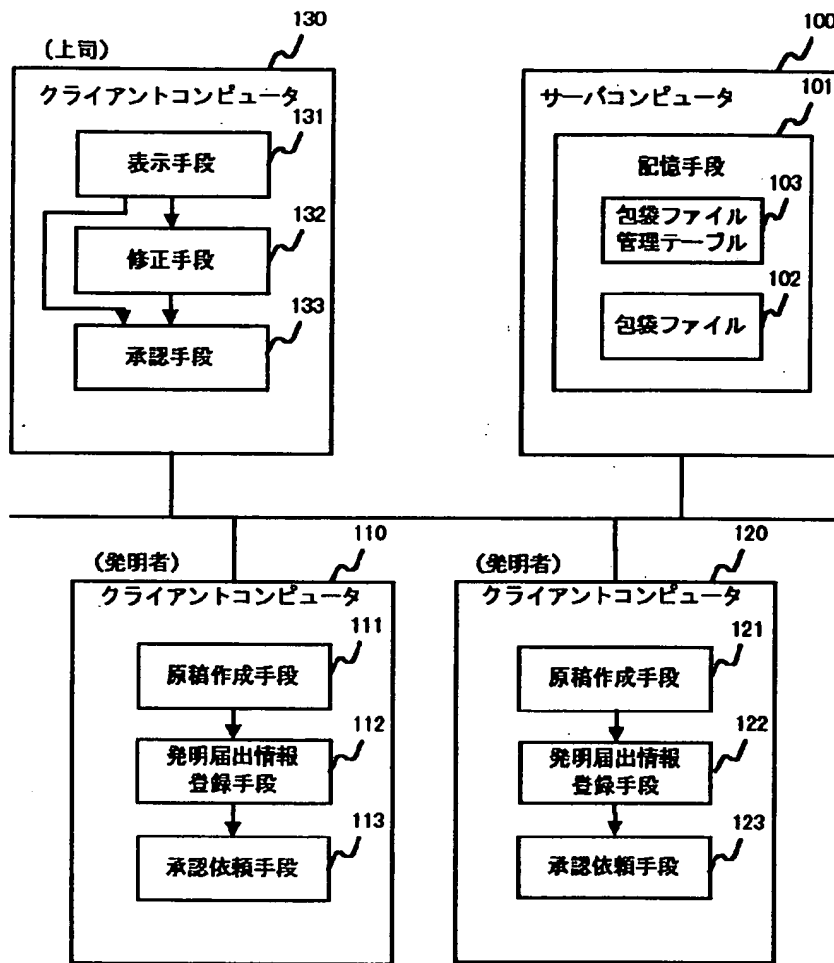 130
(上司)
クライアントコンピュータ
131
表示手段
132
修正手段
133
承認手段
100
サーバコンピュータ
101
記憶手段
103
包袋ファイル
管理テーブル
102
包袋ファイル
110
(発明者)
クライアントコンピュータ
111
原稿作成手段
112
発明届出情報
登録手段
113
承認依頼手段
120
(発明者)
クライアントコンピュータ
121
原稿作成手段
122
発明届出情報
登録手段
123
承認依頼手段